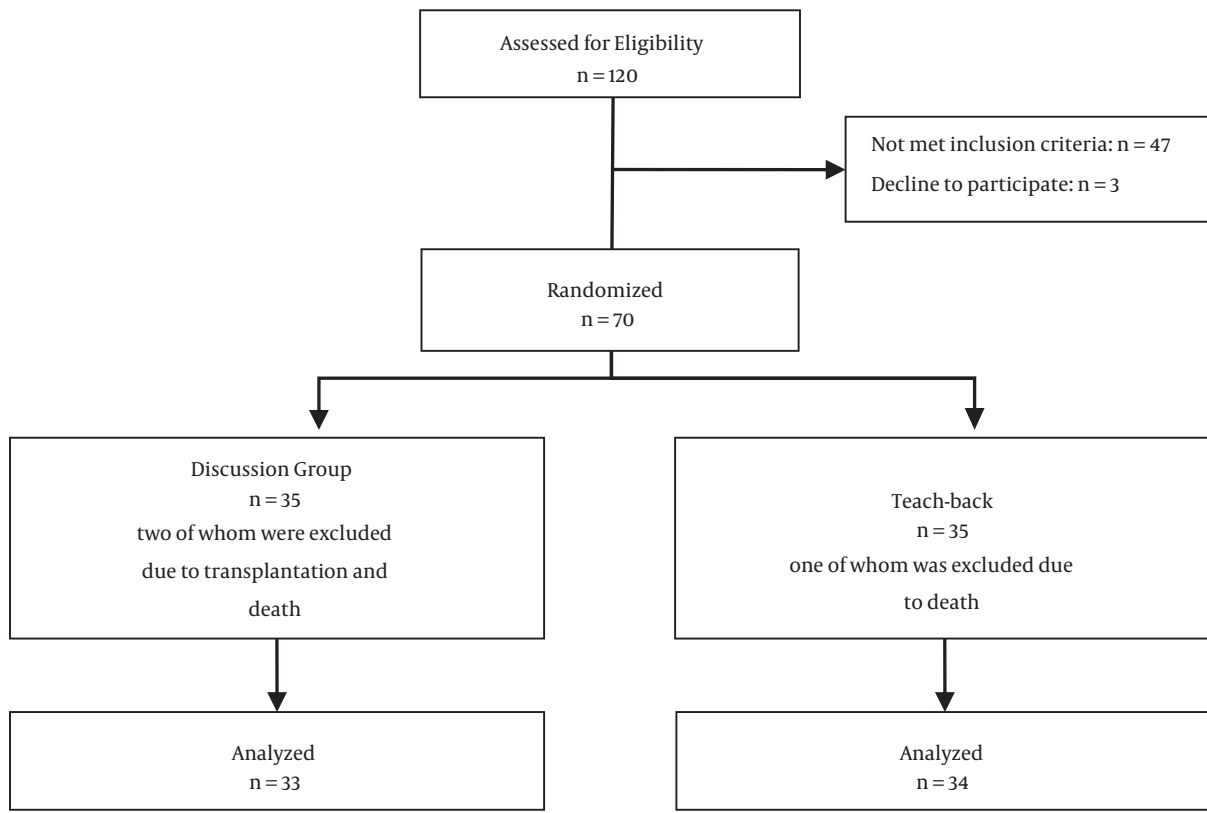 Assessed for Eligibility
n = 120
Not met inclusion criteria: n = 47
Decline to participate: n = 3
Randomized
n = 70
Discussion Group
n = 35
two of whom were excluded
due to transplantation and
death
Teach-back
n = 35
one of whom was excluded due
to death
Analyzed
n = 33
Analyzed
n = 34